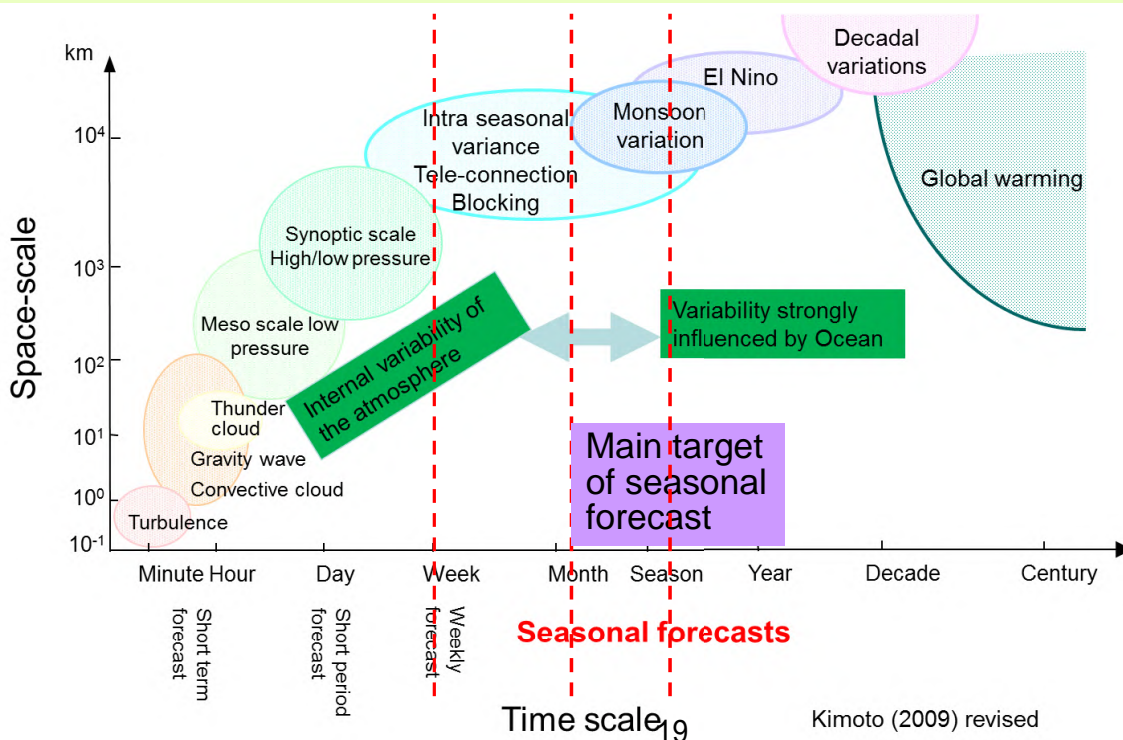 km
10⁴
10³
10²
10¹
10⁰
10⁻¹
Space-scale
Decadal
variations
El Nino
Monsoon
variation
Intra seasonal
variance
Tele-connection
Blocking
Global warming
Synoptic scale
High/low pressure
Meso scale low
pressure
Internal variability of
the atmosphere
Variability strongly
influenced by Ocean
Thunder
cloud
Gravity wave
Convective cloud
Turbulence
Main target
of seasonal
forecast
Minute Hour Day Week Month Season Year Decade Century
Short term
forecast
Short period
forecast
Weekly
forecast
Seasonal forecasts
Time scale
19
Kimoto (2009) revised